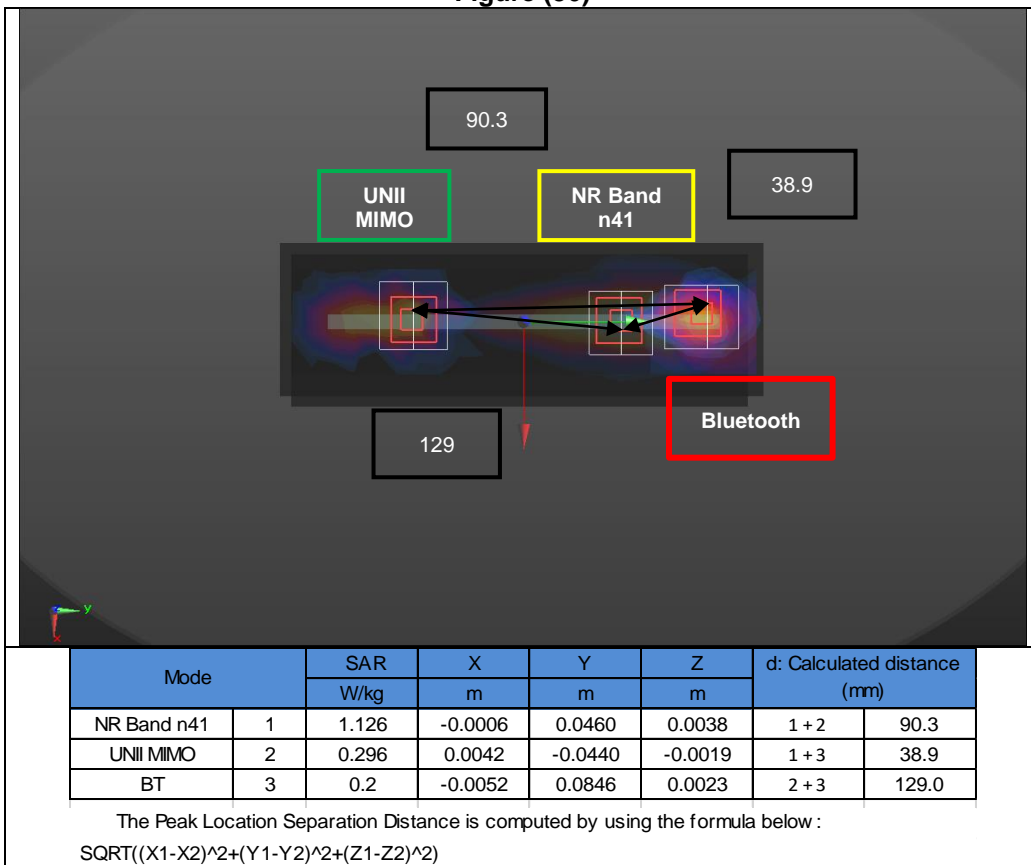 90.3
38.9
UNII
MIMO
NR Band
n41
Bluetooth
129
y
x
Mode SAR X Y Z d: Calculated distance
(mm)
W/kg m m m
NR Band n41 1 1.126 -0.0006 0.0460 0.0038 1 + 2 90.3
UNII MIMO 2 0.296 0.0042 -0.0440 -0.0019 1 + 3 38.9
BT 3 0.2 -0.0052 0.0846 0.0023 2 + 3 129.0
The Peak Location Separation Distance is computed by using the formula below :
SQRT((X1-X2)^2+(Y1-Y2)^2+(Z1-Z2)^2)